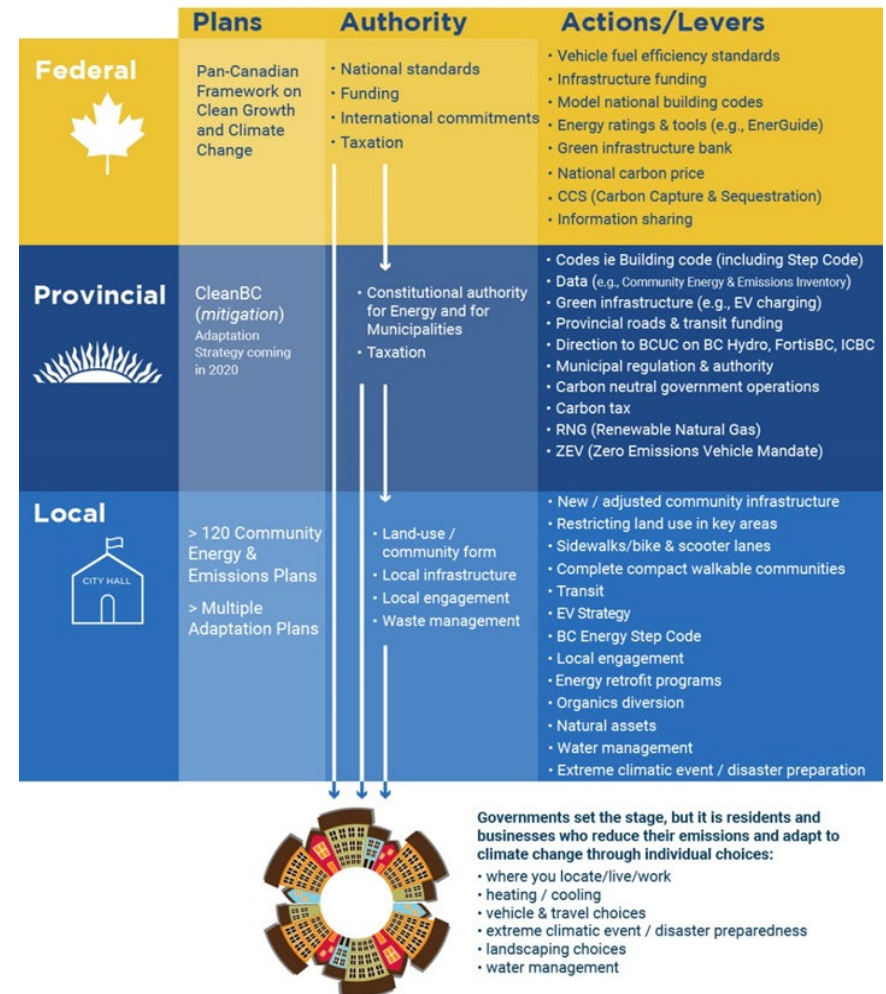 Plans
Authority
Actions/Levers
Federal
Pan-Canadian
Framework on
Clean Growth
and Climate
Change
• National standards
• Funding
• International commitments
• Taxation
• Vehicle fuel efficiency standards
• Infrastructure funding
• Model national building codes
• Energy ratings & tools (e.g., EnerGuide)
• Green infrastructure bank
• National carbon price
• CCS (Carbon Capture & Sequestration)
• Information sharing
Provincial
CleanBC
(mitigation)
Adaptation
Strategy coming
in 2020
• Constitutional authority
for Energy and for
Municipalities
• Taxation
• Codes ie Building code (including Step Code)
• Data (e.g., Community Energy & Emissions Inventory)
• Green infrastructure (e.g., EV charging)
• Provincial roads & transit funding
• Direction to BCUC on BC Hydro, FortisBC, ICBC
• Municipal regulation & authority
• Carbon neutral government operations
• Carbon tax
• RNG (Renewable Natural Gas)
• ZEV (Zero Emissions Vehicle Mandate)
Local
CITY HALL
> 120 Community
Energy &
Emissions Plans
> Multiple
Adaptation Plans
• Land-use /
community form
• Local infrastructure
• Local engagement
• Waste management
• New / adjusted community infrastructure
• Restricting land use in key areas
• Sidewalks/bike & scooter lanes
• Complete compact walkable communities
• Transit
• EV Strategy
• BC Energy Step Code
• Local engagement
• Energy retrofit programs
• Organics diversion
• Natural assets
• Water management
• Extreme climatic event / disaster preparation
Governments set the stage, but it is residents and
businesses who reduce their emissions and adapt to
climate change through individual choices:
• where you locate/live/work
• heating / cooling
• vehicle & travel choices
• extreme climatic event / disaster preparedness
• landscaping choices
• water management